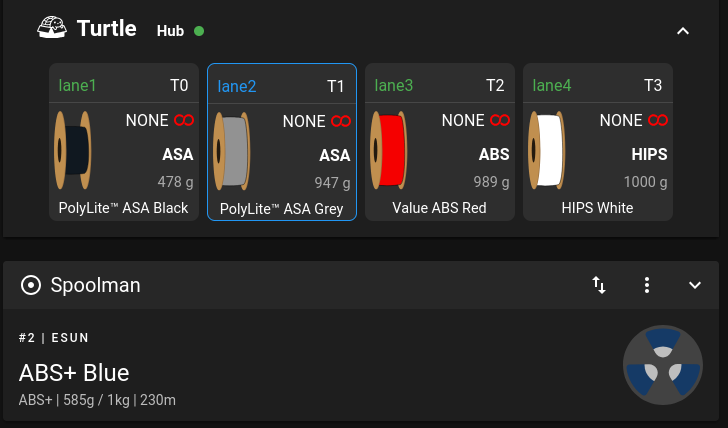 Turtle Hub
lane1 T0
NONE
ASA
478 g
PolyLite™ ASA Black
lane2 T1
NONE
ASA
947 g
PolyLite™ ASA Grey
lane3 T2
NONE
ABS
989 g
Value ABS Red
lane4 T3
NONE
HIPS
1000 g
HIPS White
Spoolman
#2 | ESUN
ABS+ Blue
ABS+ | 585g / 1kg | 230m